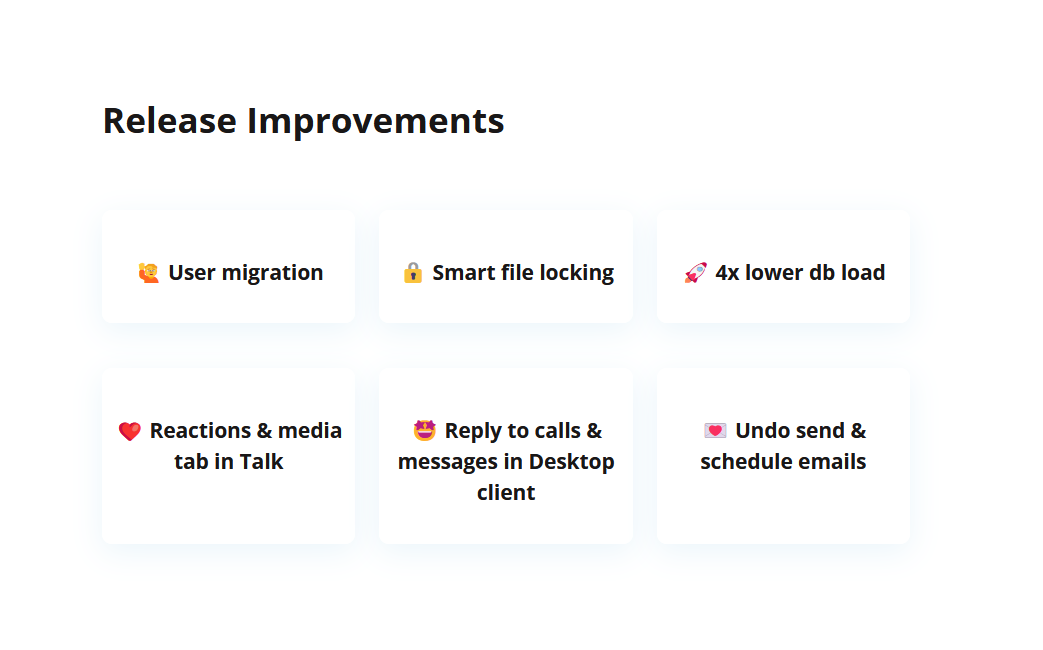 Release Improvements
🙋 User migration
🔒 Smart file locking
🚀 4x lower db load
❤️ Reactions & media
tab in Talk
🤩 Reply to calls &
messages in Desktop
client
💌 Undo send &
schedule emails